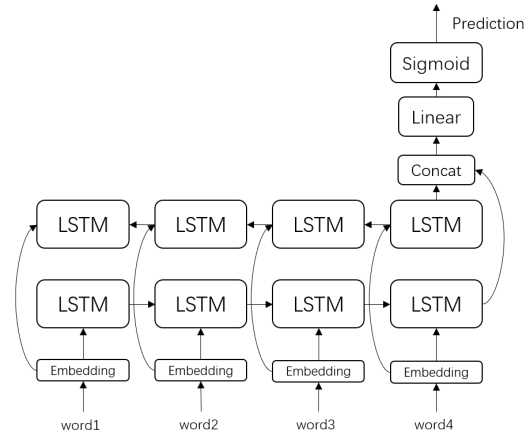 Prediction
Sigmoid
Linear
Concat
LSTM LSTM LSTM LSTM
LSTM LSTM LSTM LSTM
Embedding Embedding Embedding Embedding
word1 word2 word3 word4